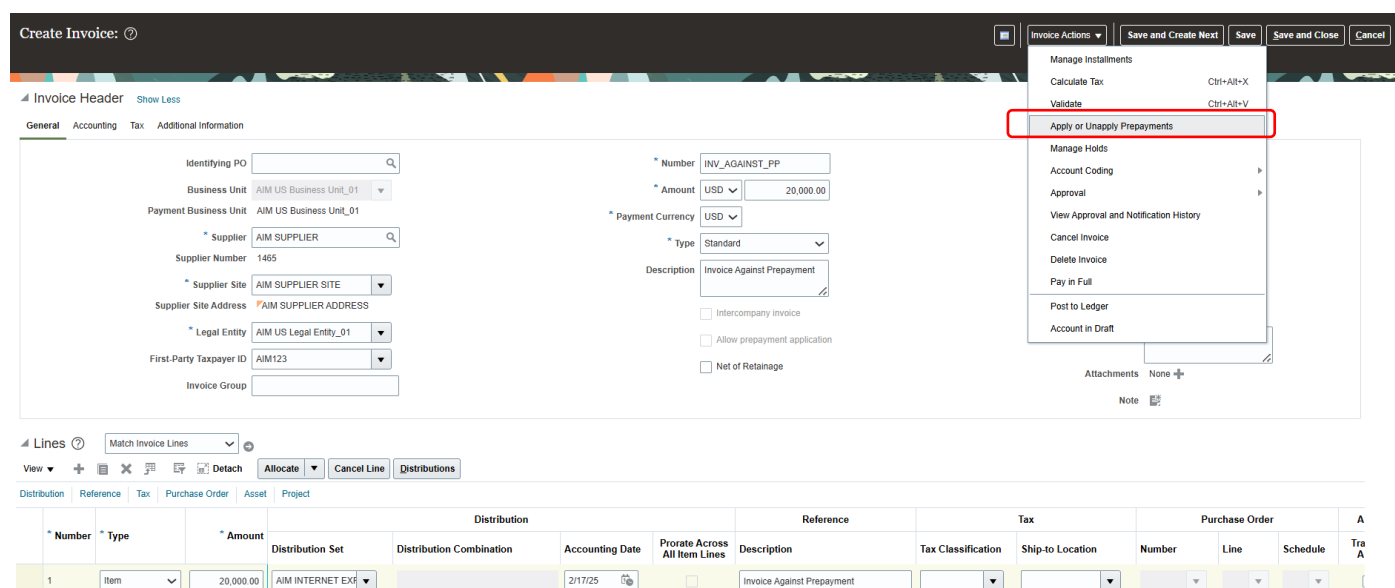 Create Invoice:
Invoice Actions Save and Create Next Save Save and Close Cancel
Manage Installments
Calculate Tax Ctrl+Alt+X
Validate Ctrl+Alt+V
Apply or Unapply Prepayments
Manage Holds
Account Coding
Approval
View Approval and Notification History
Cancel Invoice
Delete Invoice
Pay in Full
Post to Ledger
Account in Draft
Invoice Header Show Less
General Accounting Tax Additional Information
Identifying PO
Business Unit AIM US Business Unit_01
Payment Business Unit AIM US Business Unit_01
* Supplier AIM SUPPLIER
Supplier Number 1465
* Supplier Site AIM SUPPLIER SITE
Supplier Site Address AIM SUPPLIER ADDRESS
* Legal Entity AIM US Legal Entity_01
First-Party Taxpayer ID AIM123
Invoice Group
* Number INV_AGAINST_PP
* Amount USD 20,000.00
* Payment Currency USD
* Type Standard
Description Invoice Against Prepayment
Intercompany invoice
Allow prepayment application
Net of Retainage
Attachments None
Note
Lines Match Invoice Lines
View Detach Allocate Cancel Line Distributions
Distribution Reference Tax Purchase Order Asset Project
Distribution Reference Tax Purchase Order A
* Number * Type * Amount Distribution Set Distribution Combination Accounting Date Prorate Across All Item Lines Description Tax Classification Ship-to Location Number Line Schedule Tra
1 Item 20,000.00 AIM INTERNET EXP 2/17/25 Invoice Against Prepayment